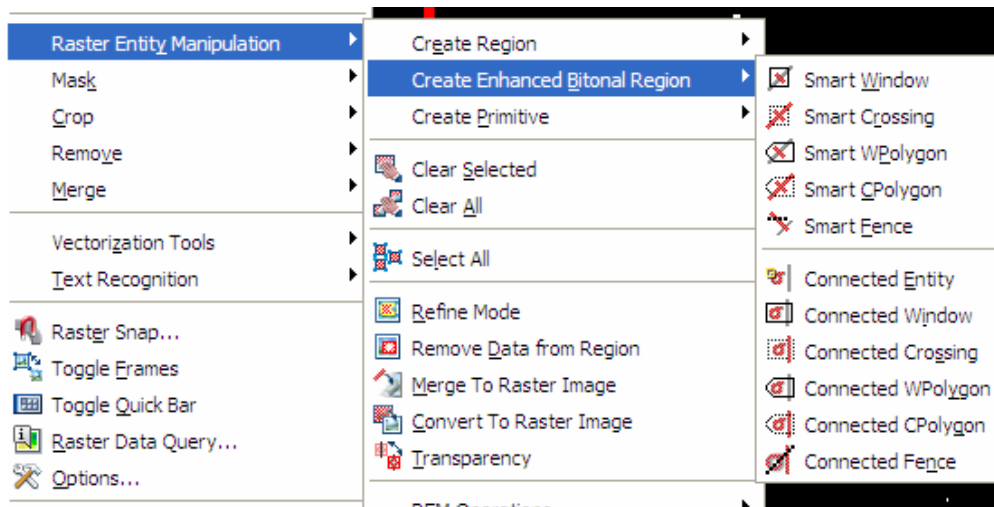 Raster Entity Manipulation
Mask
Crop
Remove
Merge
Vectorization Tools
Text Recognition
Raster Snap...
Toggle Frames
Toggle Quick Bar
Raster Data Query...
Options...
Create Region
Create Enhanced Bitonal Region
Create Primitive
Clear Selected
Clear All
Select All
Refine Mode
Remove Data from Region
Merge To Raster Image
Convert To Raster Image
Transparency
REM Operations
Smart Window
Smart Crossing
Smart WPolygon
Smart CPolygon
Smart Fence
Connected Entity
Connected Window
Connected Crossing
Connected WPolygon
Connected CPolygon
Connected Fence